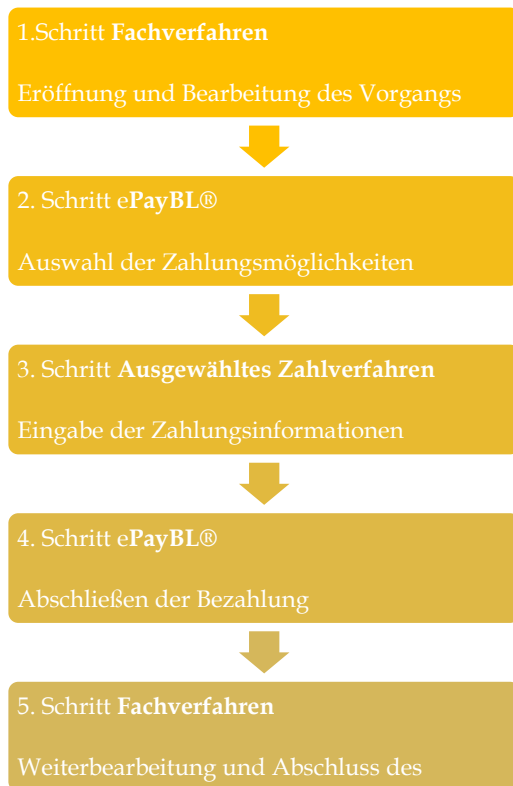 1.Schritt Fachverfahren
Eröffnung und Bearbeitung des Vorgangs
2. Schritt ePayBL®
Auswahl der Zahlungsmöglichkeiten
3. Schritt Ausgewähltes Zahlverfahren
Eingabe der Zahlungsinformationen
4. Schritt ePayBL®
Abschließen der Bezahlung
5. Schritt Fachverfahren
Weiterbearbeitung und Abschluss des